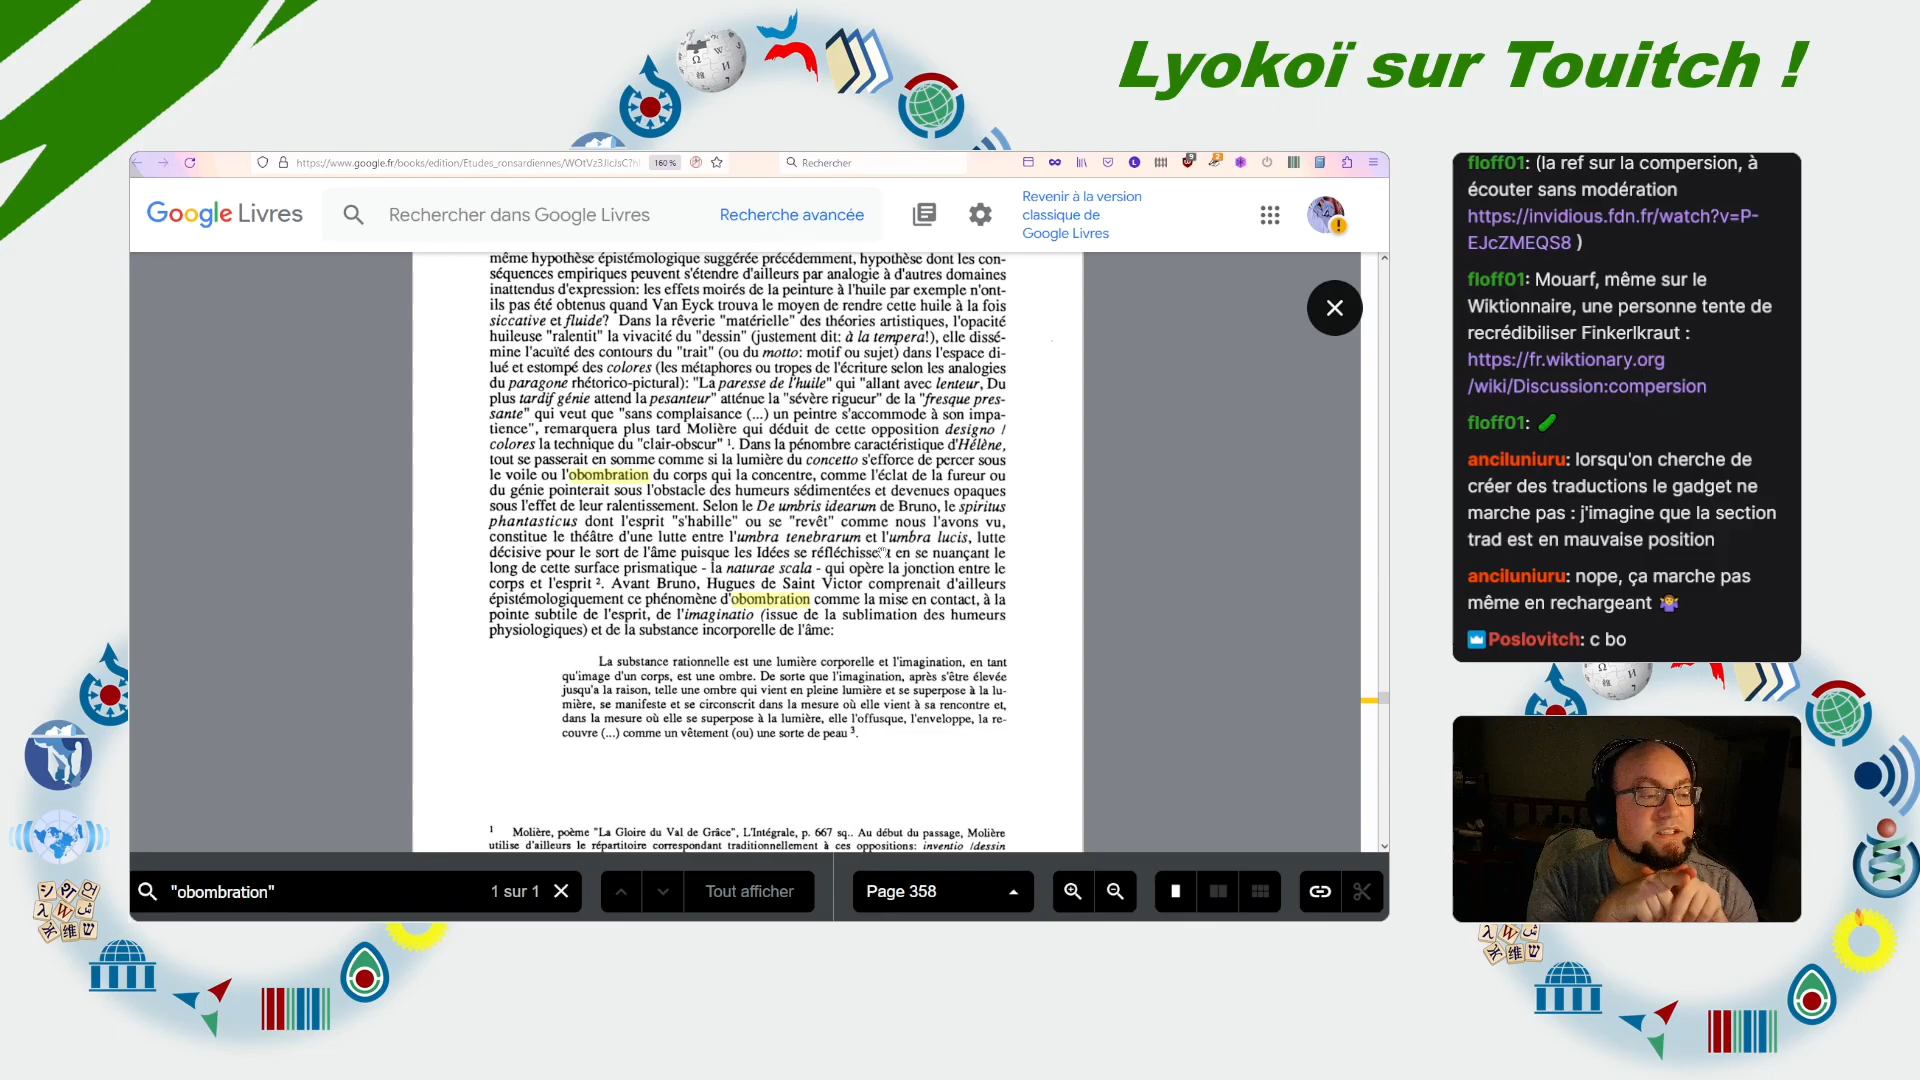 Lyokoï sur Touitch !
https://www.google.fr/books/edition/Etudes_ronsardiennes/WOtVz3JicJsC?hl
160 %
Rechercher
Google Livres
Rechercher dans Google Livres
Recherche avancée
Revenir à la version
classique de
Google Livres
même hypothèse épistémologique suggérée précédemment, hypothèse dont les con-
séquences empiriques peuvent s'étendre d'ailleurs par analogie à d'autres domaines
inattendus d'expression: les effets moirés de la peinture à l'huile par exemple n'ont-
ils pas été obtenus quand Van Eyck trouva le moyen de rendre cette huile à la fois
siccative et fluide? Dans la rêverie "matérielle" des théories artistiques, l'opacité
huileuse "ralentit" la vivacité du "dessin" (justement dit: à la tempera!), elle dissé-
mine l'acuïté des contours du "trait" (ou du motto: motif ou sujet) dans l'espace di-
lué et estompé des colores (les métaphores ou tropes de l'écriture selon les analogies
du paragone rhétorico-pictural): "La paresse de l'huile" qui "allant avec lenteur, Du
plus tardif génie attend la pesanteur" atténue la "sévère rigueur" de la "fresque pres-
sante" qui veut que "sans complaisance (...) un peintre s'accommode à son impa-
tience", remarquera plus tard Molière qui déduit de cette opposition designo /
colores la technique du "clair-obscur" 1. Dans la pénombre caractéristique d'Hélène,
tout se passerait en somme comme si la lumière du concetto s'efforce de percer sous
le voile ou l'obombration du corps qui la concentre, comme l'éclat de la fureur ou
du génie pointerait sous l'obstacle des humeurs sédimentées et devenues opaques
sous l'effet de leur ralentissement. Selon le De umbris idearum de Bruno, le spiritus
phantasticus dont l'esprit "s'habille" ou se "revêt" comme nous l'avons vu,
constitue le théâtre d'une lutte entre l'umbra tenebrarum et l'umbra lucis, lutte
décisive pour le sort de l'âme puisque les Idées se réfléchissent en se nuançant le
long de cette surface prismatique - la naturae scala - qui opère la jonction entre le
corps et l'esprit 2. Avant Bruno, Hugues de Saint Victor comprenait d'ailleurs
épistémologiquement ce phénomène d'obombration comme la mise en contact, à la
pointe subtile de l'esprit, de l'imaginatio (issue de la sublimation des humeurs
physiologiques) et de la substance incorporelle de l'âme:
La substance rationnelle est une lumière corporelle et l'imagination, en tant
qu'image d'un corps, est une ombre. De sorte que l'imagination, après s'être élevée
jusqu'a la raison, telle une ombre qui vient en pleine lumière et se superpose à la lu-
mière, se manifeste et se circonscrit dans la mesure où elle vient à sa rencontre et,
dans la mesure où elle se superpose à la lumière, elle l'offusque, l'enveloppe, la re-
couvre (...) comme un vêtement (ou) une sorte de peau 3.
1 Molière, poème "La Gloire du Val de Grâce", L'Intégrale, p. 667 sq.. Au début du passage, Molière
utilise d'ailleurs le répartitoire correspondant traditionnellement à ces oppositions: inventio /dessin
"obombration"
1 sur 1
Tout afficher
Page 358
floff01: (la ref sur la compersion, à
écouter sans modération
https://invidious.fdn.fr/watch?v=P-
EJcZMEQS8 )
floff01: Mouarf, même sur le
Wiktionnaire, une personne tente de
recrédibiliser Finkerlkraut :
https://fr.wiktionary.org
/wiki/Discussion:compersion
floff01:
anciluniuru: lorsqu'on cherche de
créer des traductions le gadget ne
marche pas : j'imagine que la section
trad est en mauvaise position
anciluniuru: nope, ça marche pas
même en rechargeant
Poslovitch: c bo